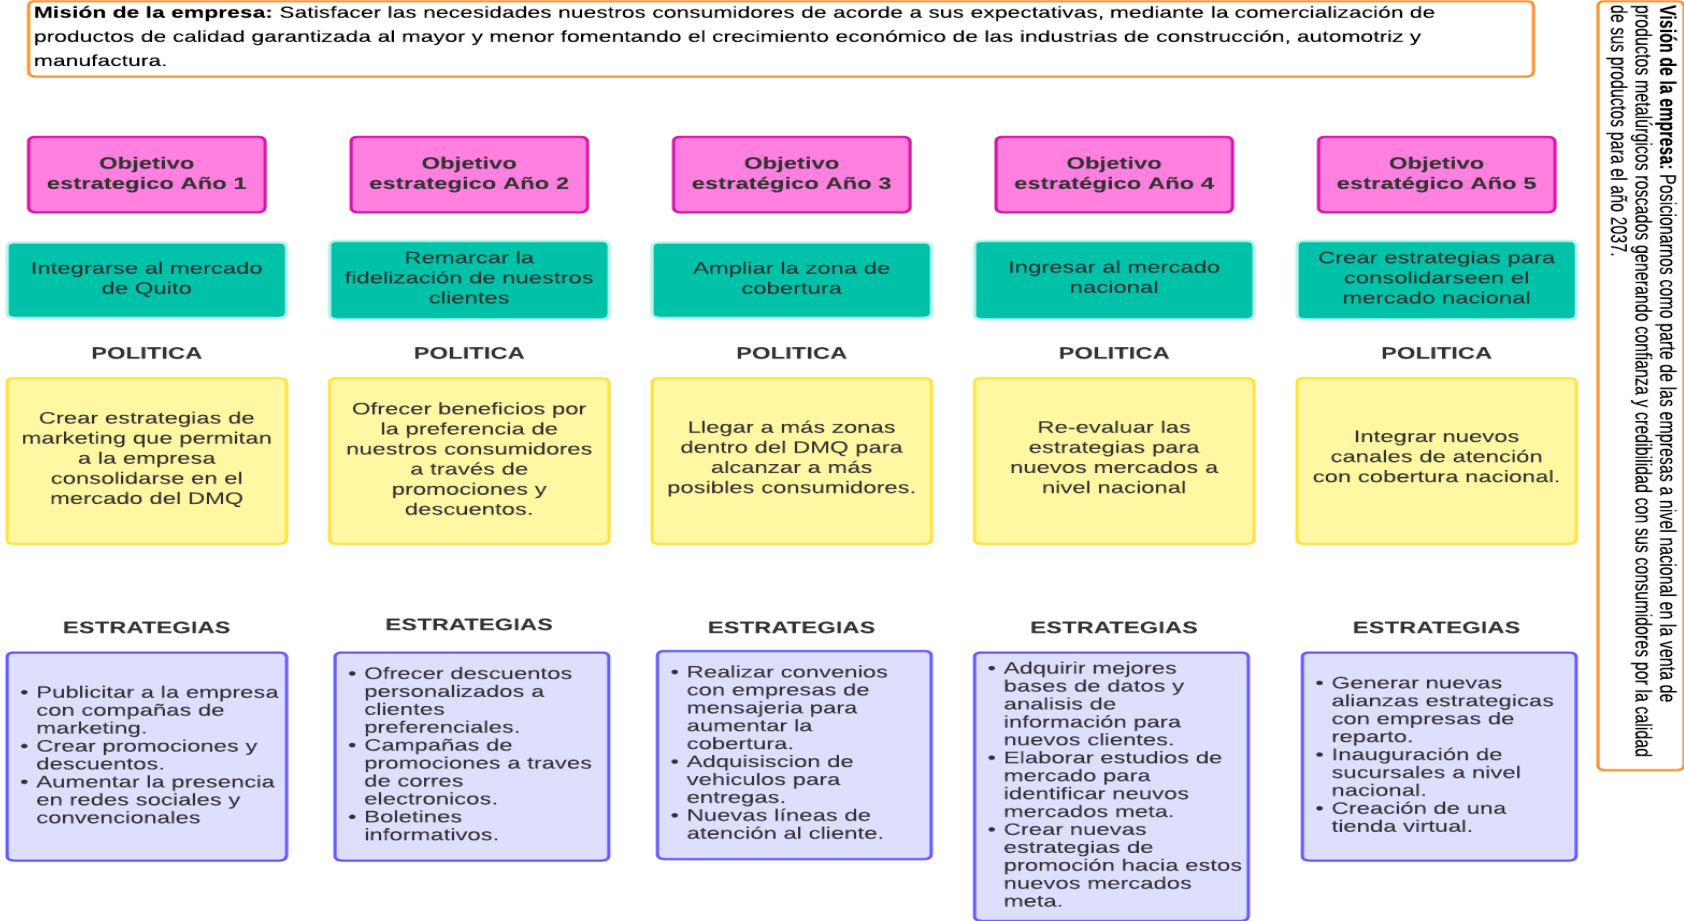 Misión de la empresa: Satisfacer las necesidades nuestros consumidores de acorde a sus expectativas, mediante la comercialización de
productos de calidad garantizada al mayor y menor fomentando el crecimiento económico de las industrias de construcción, automotriz y
manufactura.
Objetivo
estrategico Año 1
Integrarse al mercado
de Quito
POLITICA
Crear estrategias de
marketing que permitan
a la empresa
consolidarse en el
mercado del DMQ
ESTRATEGIAS
• Publicitar a la empresa
con compañas de
marketing.
• Crear promociones y
descuentos.
• Aumentar la presencia
en redes sociales y
convencionales
Objetivo
estrategico Año 2
Remarcar la
fidelización de nuestros
clientes
POLITICA
Ofrecer beneficios por
la preferencia de
nuestros consumidores
a través de
promociones y
descuentos.
ESTRATEGIAS
• Ofrecer descuentos
personalizados a
clientes
preferenciales.
• Campañas de
promociones a traves
de corres
electronicos.
• Boletines
informativos.
Objetivo
estratégico Año 3
Ampliar la zona de
cobertura
POLITICA
Llegar a más zonas
dentro del DMQ para
alcanzar a más
posibles consumidores.
ESTRATEGIAS
• Realizar convenios
con empresas de
mensajeria para
aumentar la
cobertura.
• Adquisiscion de
vehiculos para
entregas.
• Nuevas líneas de
atención al cliente.
Objetivo
estratégico Año 4
Ingresar al mercado
nacional
POLITICA
Re-evaluar las
estrategias para
nuevos mercados a
nivel nacional
ESTRATEGIAS
• Adquirir mejores
bases de datos y
analisis de
información para
nuevos clientes.
• Elaborar estudios de
mercado para
identificar neuvos
mercados meta.
• Crear nuevas
estrategias de
promoción hacia estos
nuevos mercados
meta.
Objetivo
estratégico Año 5
Crear estrategias para
consolidarseen el
mercado nacional
POLITICA
Integrar nuevos
canales de atención
con cobertura nacional.
ESTRATEGIAS
• Generar nuevas
alianzas estrategicas
con empresas de
reparto.
• Inauguración de
sucursales a nivel
nacional.
• Creación de una
tienda virtual.
Visión de la empresa: Posicionarnos como parte de las empresas a nivel nacional en la venta de
productos metalúrgicos roscados generando confianza y credibilidad con sus consumidores por la calidad
de sus productos para el año 2037.